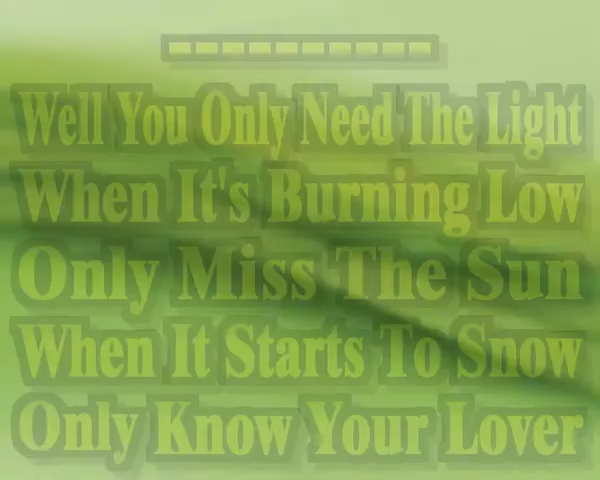 ----------
Well You Only Need The Light
When It's Burning Low
Only Miss The Sun
When It Starts To Snow
Only Know Your Lover